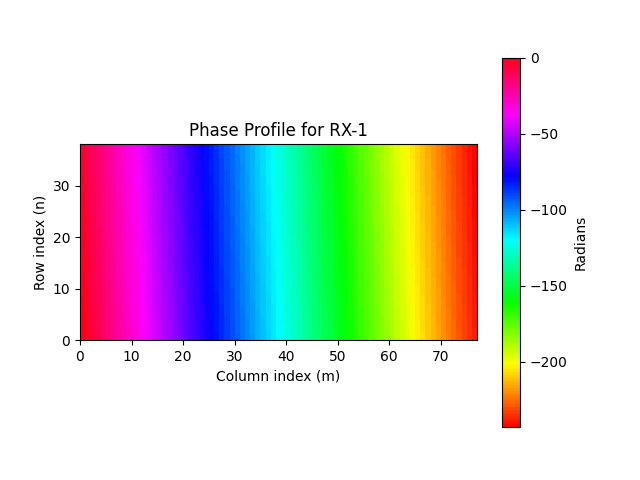 Phase Profile for RX-1
Row index (n)
30
20
10
0
0 10 20 30 40 50 60 70
Column index (m)
0
−50
−100
−150
−200
Radians